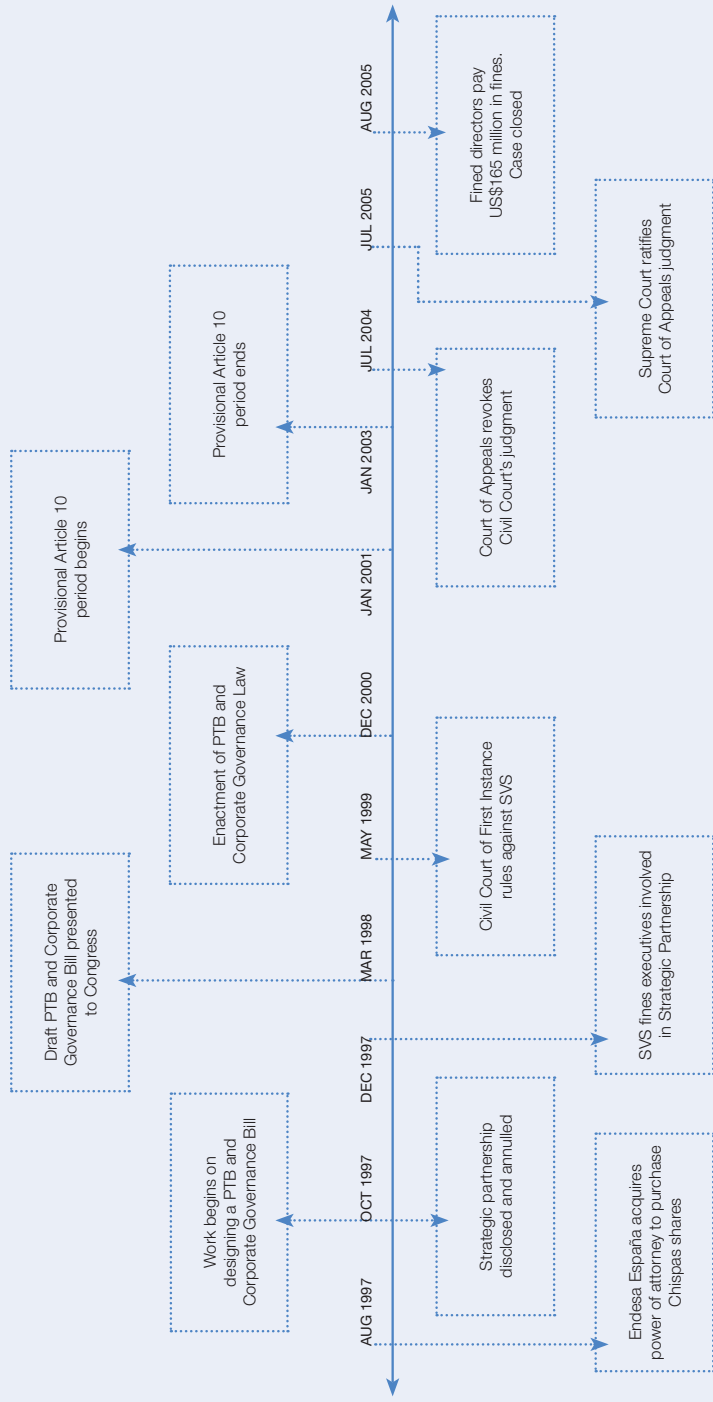 Draft PTB and Corporate
Governance Bill presented
to Congress
Provisional Article 10
period begins
Work begins on
designing a PTB and
Corporate Governance Bill
Enactment of PTB and
Corporate Governance Law
Provisional Article 10
period ends
AUG 1997
OCT 1997
DEC 1997
MAR 1998
MAY 1999
DEC 2000
JAN 2001
JAN 2003
JUL 2004
JUL 2005
AUG 2005
Strategic partnership
disclosed and annulled
Civil Court of First Instance
rules against SVS
Court of Appeals revokes
Civil Court's judgment
Fined directors pay
US$165 million in fines.
Case closed
Endesa España acquires
power of attorney to purchase
Chispas shares
SVS fines executives involved
in Strategic Partnership
Supreme Court ratifies
Court of Appeals judgment